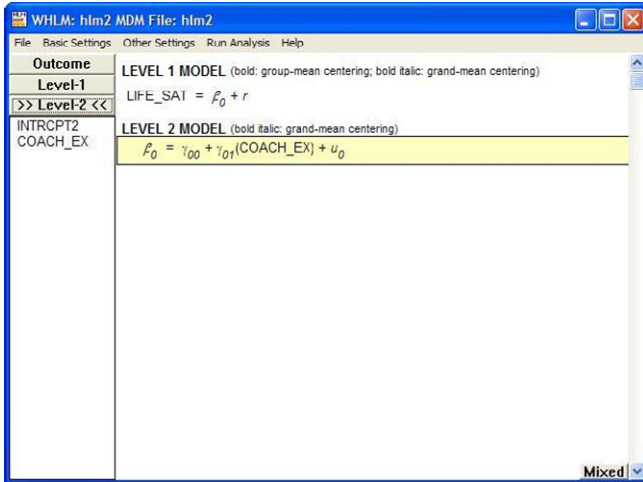 WHLM: hlm2 MDM File: hlm2
File Basic Settings Other Settings Run Analysis Help
Outcome
Level-1
>> Level-2 <<
INTRCPT2
COACH_EX
LEVEL 1 MODEL (bold: group-mean centering; bold italic: grand-mean centering)
LIFE_SAT = β₀ + r
LEVEL 2 MODEL (bold italic: grand-mean centering)
β₀ = γ₀₀ + γ₀₁(COACH_EX) + u₀
Mixed